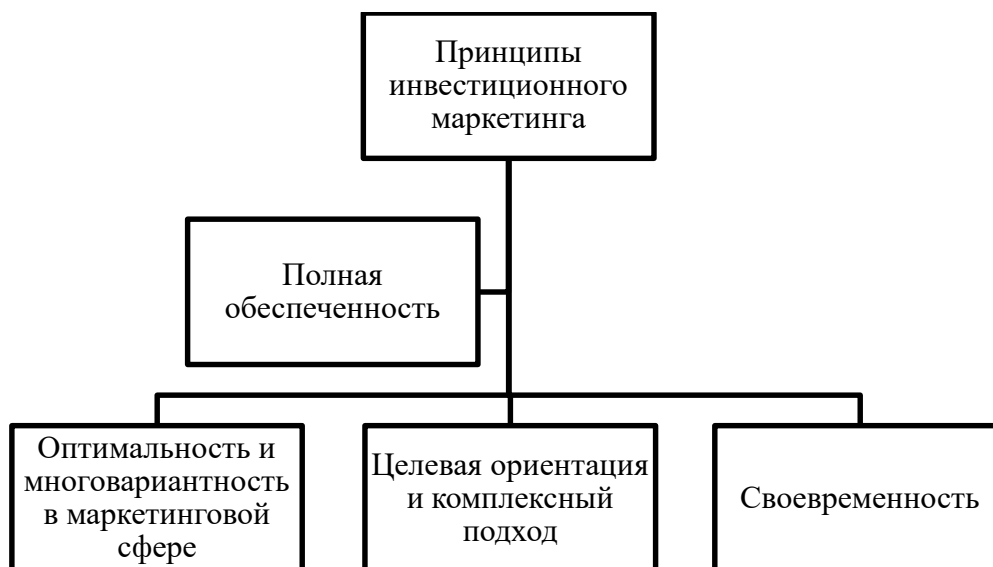 Принципы
инвестиционного
маркетинга
Полная
обеспеченность
Оптимальность и
многовариантность
в маркетинговой
сфере
Целевая ориентация
и комплексный
подход
Своевременность